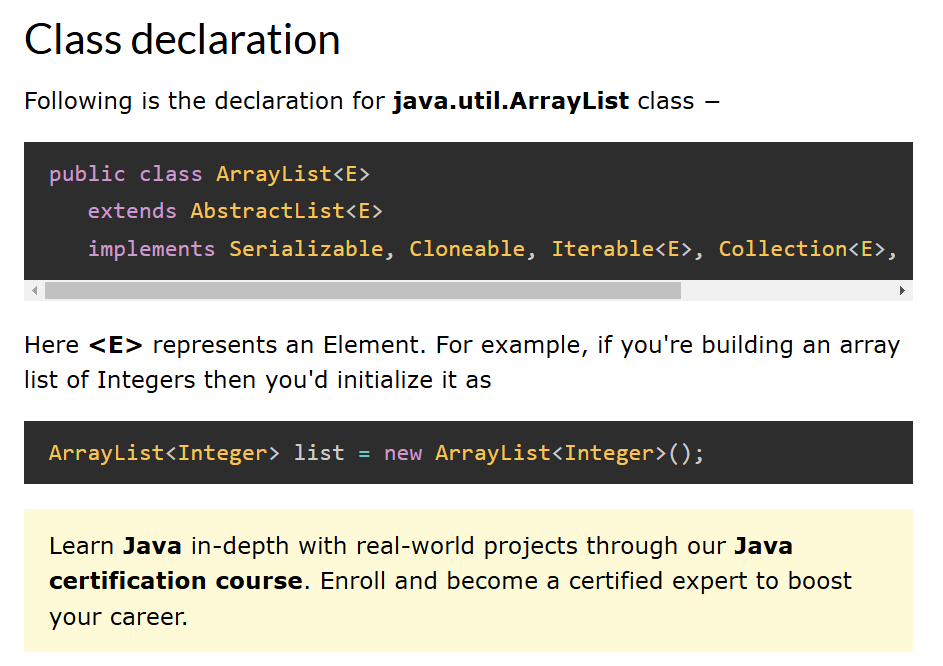 Class declaration
Following is the declaration for java.util.ArrayList class −
public class ArrayList<E>
   extends AbstractList<E>
   implements Serializable, Cloneable, Iterable<E>, Collection<E>,
Here <E> represents an Element. For example, if you're building an array
list of Integers then you'd initialize it as
ArrayList<Integer> list = new ArrayList<Integer>();
Learn Java in-depth with real-world projects through our Java
certification course. Enroll and become a certified expert to boost
your career.